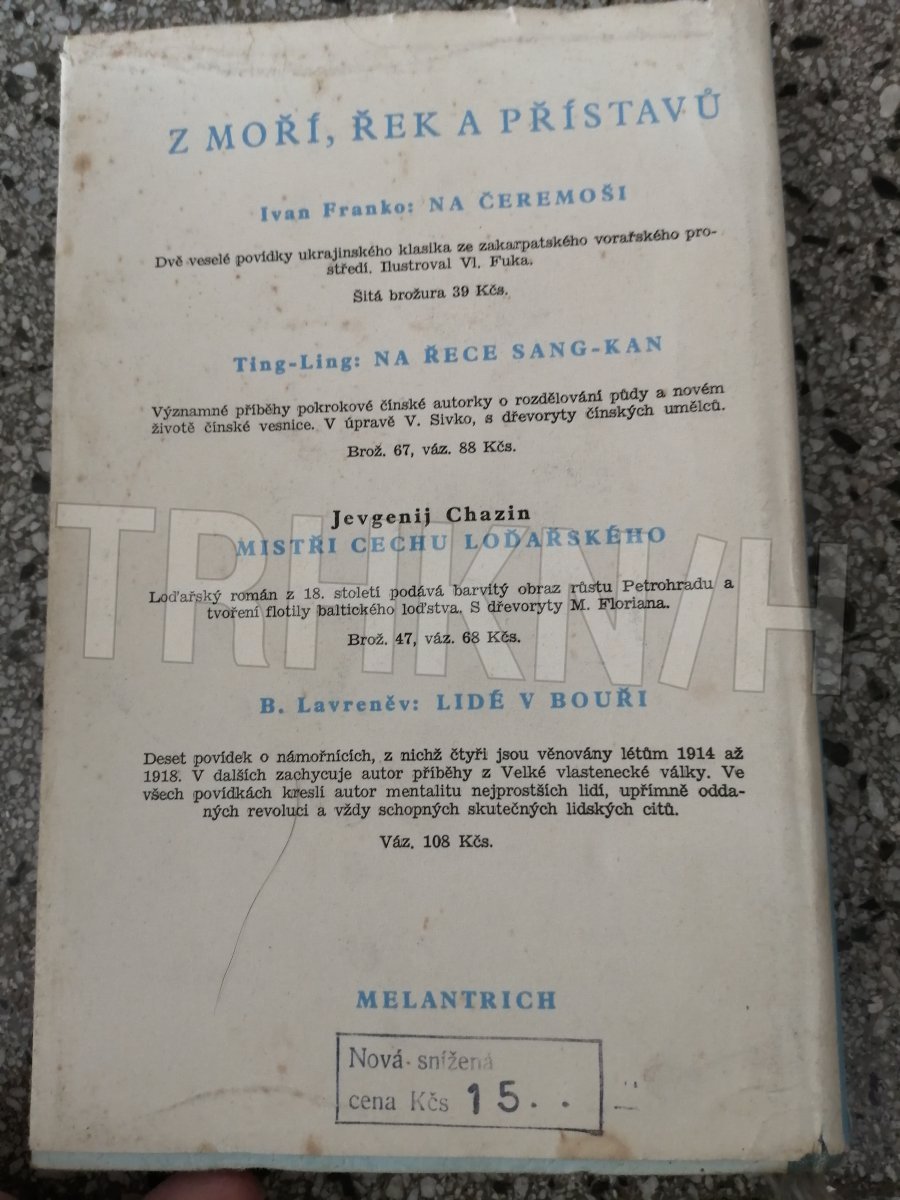 Z MOŘÍ, ŘEK A PŘÍSTAVŮ
Ivan Franko: NA ČEREMOŠI
Dvě veselé povídky ukrajinského klasika ze zakarpatského vorařského pro-
středí. Ilustroval Vl. Fuka.
Šitá brožura 39 Kčs.
Ting-Ling: NA ŘECE SANG-KAN
Významné příběhy pokrokové čínské autorky o rozdělování půdy a novém
životě čínské vesnice. V úpravě V. Sivko, s dřevoryty čínských umělců.
Brož. 67, váz. 88 Kčs.
Jevgenij Chazin
MISTŘI CECHU LOĎAŘSKÉHO
Loďařský román z 18. století podává barvitý obraz růstu Petrohradu a
tvoření flotily baltického loďstva. S dřevoryty M. Floriana.
Brož. 47, váz. 68 Kčs.
TRHKNIH
B. Lavreněv: LIDÉ V BOUŘI
Deset povídek o námořnících, z nichž čtyři jsou věnovány létům 1914 až
1918. V dalších zachycuje autor příběhy z Velké vlastenecké války. Ve
všech povídkách kreslí autor mentalitu nejprostších lidí, upřímně odda-
ných revoluci a vždy schopných skutečných lidských citů.
Váz. 108 Kčs.
MELANTRICH
Nová snížená
cena Kčs 15. .